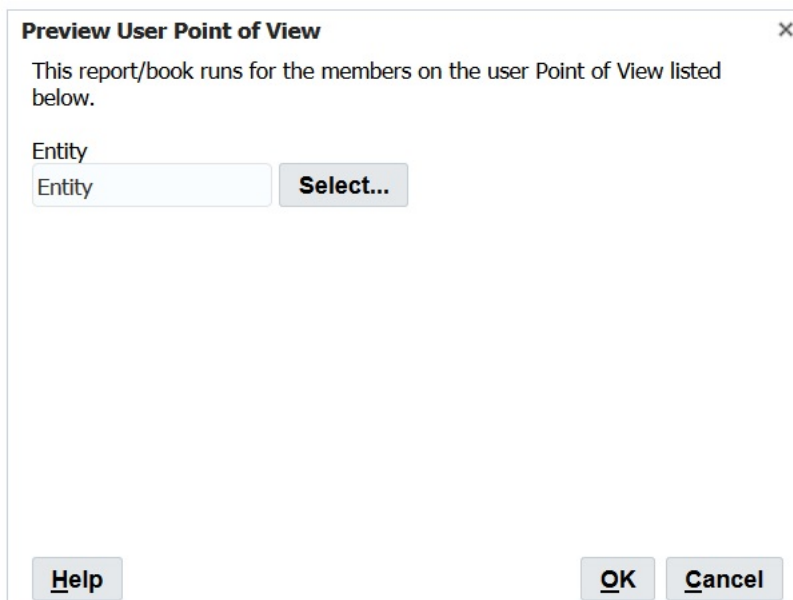 Preview User Point of View ×
This report/book runs for the members on the user Point of View listed
below.
Entity
Entity Select...
Help OK Cancel